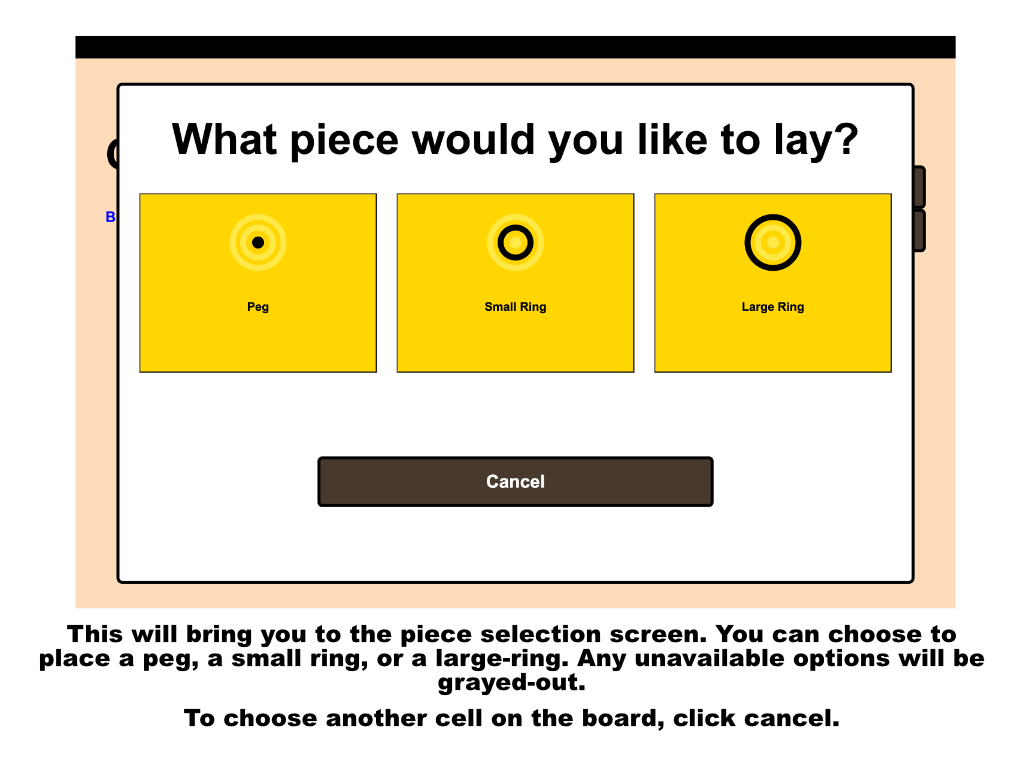 What piece would you like to lay?
B
Peg
Small Ring
Large Ring
Cancel
This will bring you to the piece selection screen. You can choose to
place a peg, a small ring, or a large-ring. Any unavailable options will be
grayed-out.
To choose another cell on the board, click cancel.